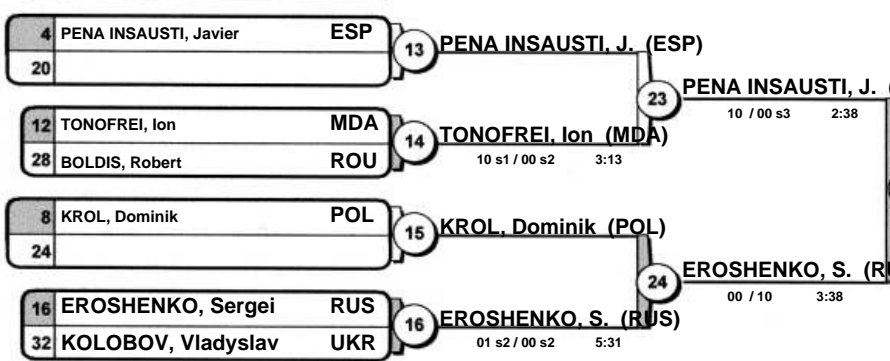 4 PENA INSAUSTI, Javier ESP
20
13 PENA INSAUSTI, J. (ESP)
23 PENA INSAUSTI, J. (
10 / 00 s3 2:38
12 TONOFREI, Ion MDA
28 BOLDIS, Robert ROU
14 TONOFREI, Ion (MDA)
10 s1 / 00 s2 3:13
8 KROL, Dominik POL
24
15 KROL, Dominik (POL)
24 EROSHENKO, S. (RU
00 / 10 3:38
16 EROSHENKO, Sergei RUS
32 KOLOBOV, Vladyslav UKR
16 EROSHENKO, S. (RUS)
01 s2 / 00 s2 5:31